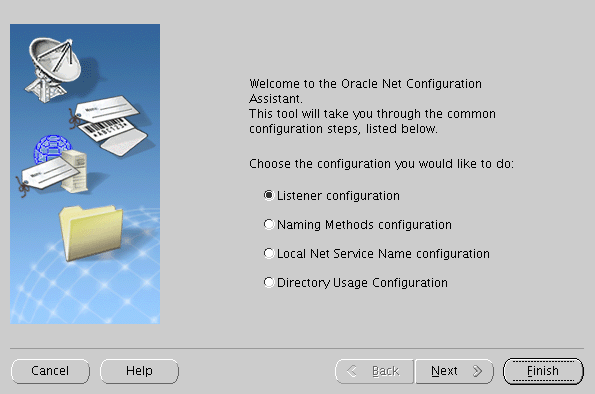 Welcome to the Oracle Net Configuration
Assistant.
This tool will take you through the common
configuration steps, listed below.
Choose the configuration you would like to do:
Listener configuration
Naming Methods configuration
Local Net Service Name configuration
Directory Usage Configuration
Cancel Help Back Next Finish